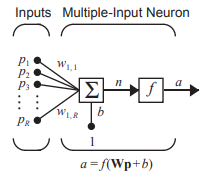 Inputs Multiple-Input Neuron
p1
p2
p3
pR
w1,1
w1,R
Σ
n
f
a
b
1
a = f(Wp+b)